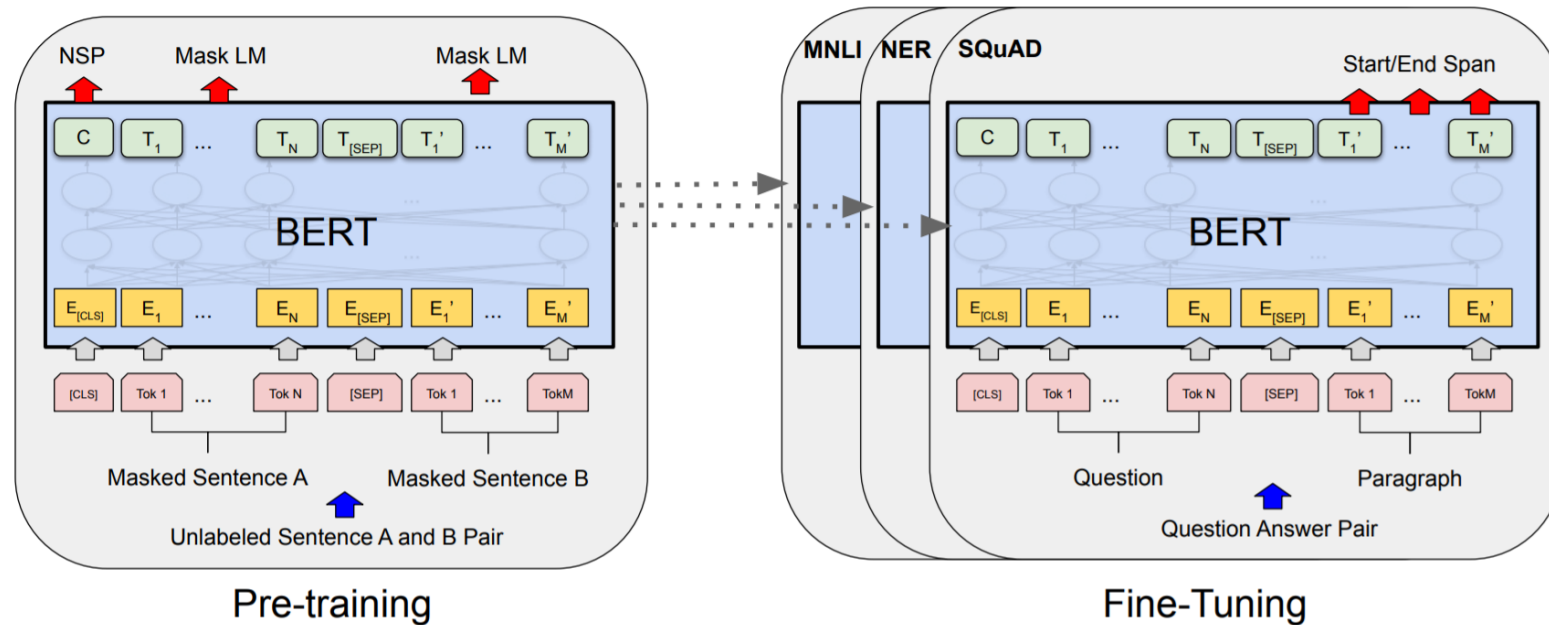 NSP Mask LM Mask LM
C T1 ... TN T[SEP] T1’ ... TM’
...
BERT
...
E[CLS] E1 ... EN E[SEP] E1’ ... EM’
[CLS] Tok 1 ... Tok N [SEP] Tok 1 ... TokM
Masked Sentence A Masked Sentence B
Unlabeled Sentence A and B Pair
Pre-training
MNLI NER SQuAD
Start/End Span
C T1 ... TN T[SEP] T1’ ... TM’
...
BERT
...
E[CLS] E1 ... EN E[SEP] E1’ ... EM’
[CLS] Tok 1 ... Tok N [SEP] Tok 1 ... TokM
Question Paragraph
Question Answer Pair
Fine-Tuning